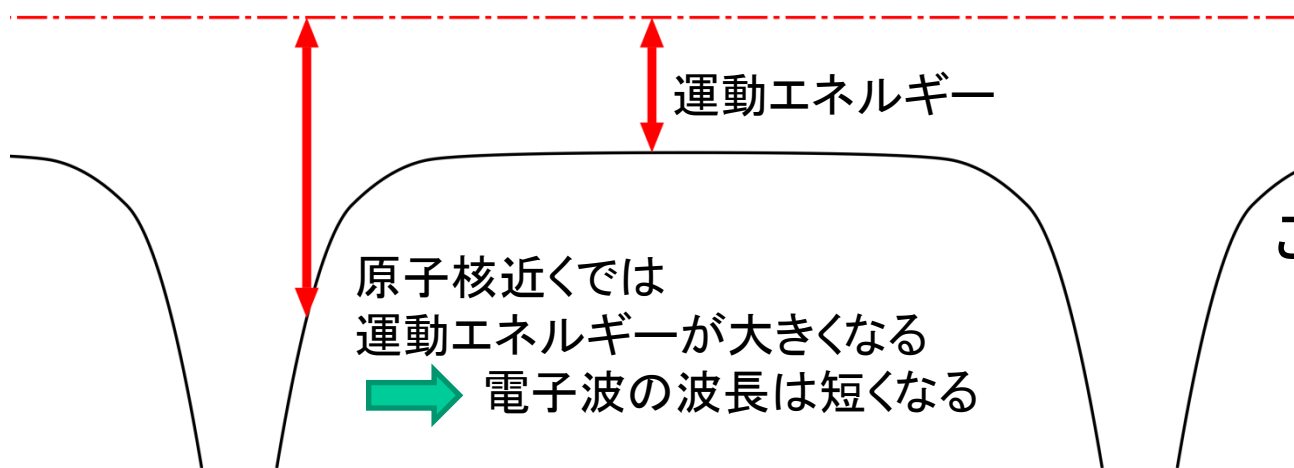 運動エネルギー
原子核近くでは
運動エネルギーが大きくなる
電子波の波長は短くなる